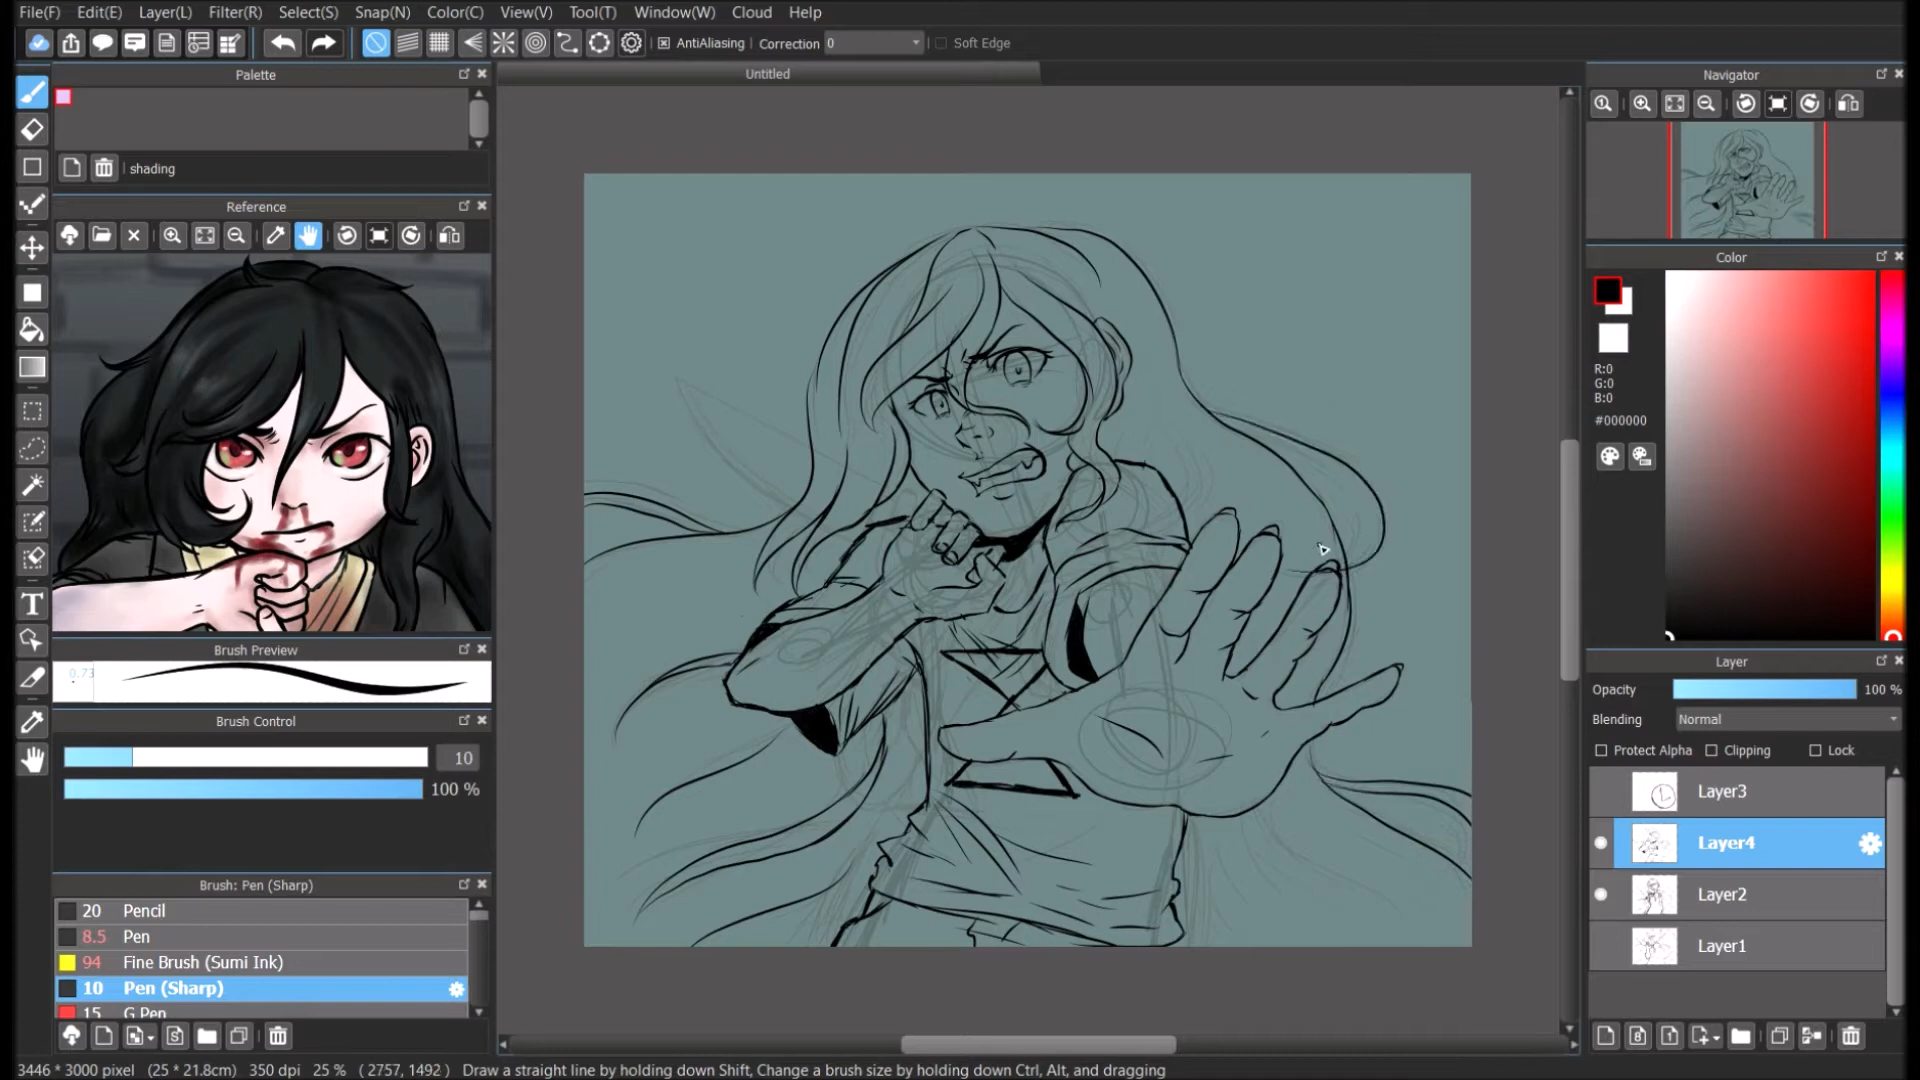 File(F) Edit(E) Layer(L) Filter(R) Select(S) Snap(N) Color(C) View(V) Tool(T) Window(W) Cloud Help
AntiAliasing Correction 0 Soft Edge
Palette
Untitled
Navigator
shading
Reference
Color
R:0
G:0
B:0
#000000
Brush Preview
0.73
Layer
Opacity 100 %
Brush Control
Blending Normal
10
Protect Alpha Clipping Lock
100 %
Layer3
Layer4
Brush: Pen (Sharp)
Layer2
20 Pencil
8.5 Pen
Layer1
94 Fine Brush (Sumi Ink)
10 Pen (Sharp)
15 G Pen
3446 * 3000 pixel (25 * 21.8cm) 350 dpi 25 % ( 2757, 1492 ) Draw a straight line by holding down Shift, Change a brush size by holding down Ctrl, Alt, and dragging